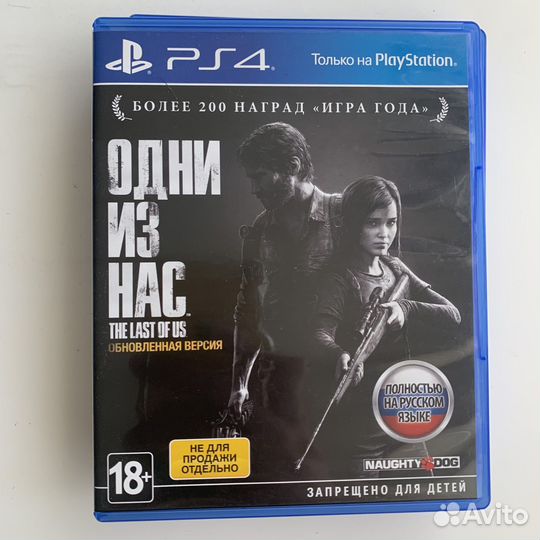 PS4
Только на PlayStation®
БОЛЕЕ 200 НАГРАД «ИГРА ГОДА»
ОДНИ
ИЗ
НАС™
THE LAST OF US
ОБНОВЛЕННАЯ ВЕРСИЯ
ПОЛНОСТЬЮ
НА РУССКОМ
ЯЗЫКЕ
НЕ ДЛЯ
ПРОДАЖИ
ОТДЕЛЬНО
18+
NAUGHTY DOG
ЗАПРЕЩЕНО ДЛЯ ДЕТЕЙ
Avito